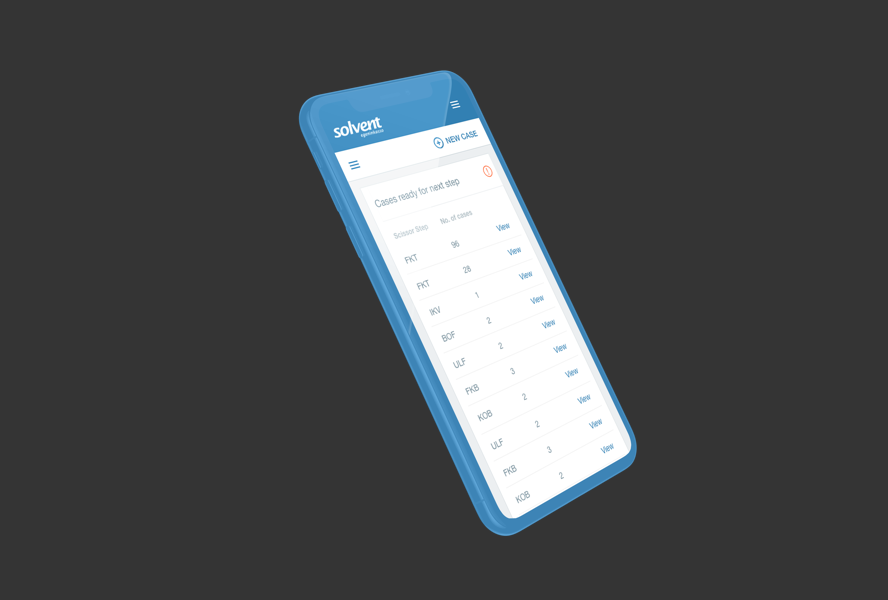 solvent
NEW CASE
Cases ready for next step
Scissor Step No. of cases
FKT 96 View
FKT 28 View
IKV 1 View
BOF 2 View
ULF 2 View
FKB 3 View
KOB 2 View
ULF 2 View
FKB 3 View
KOB 2 View